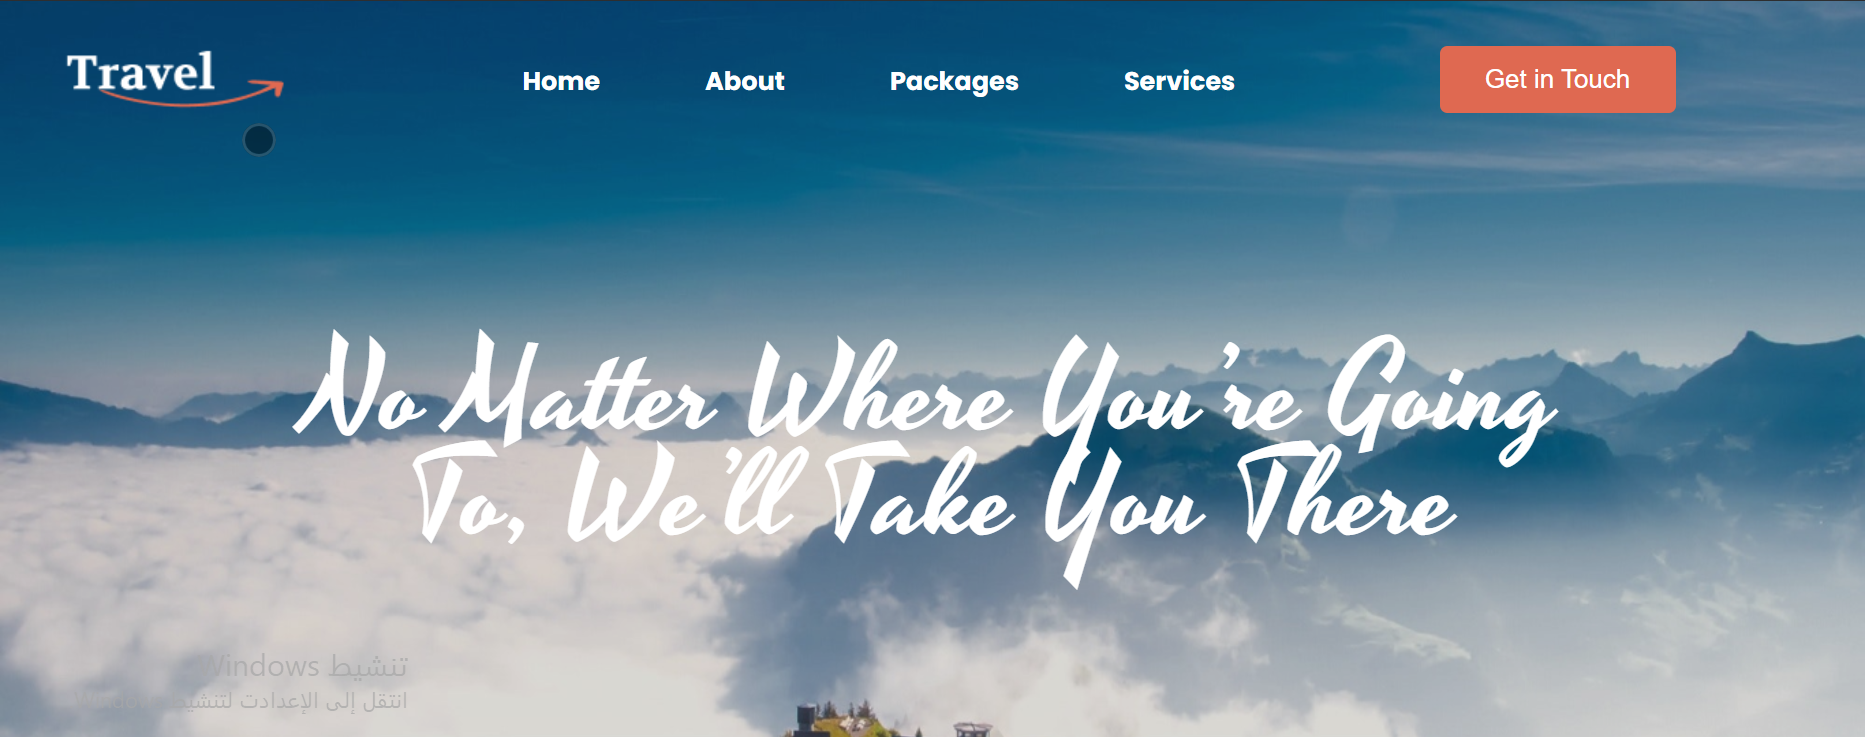 Travel
Home
About
Packages
Services
Get in Touch
No Matter Where You're Going
To, We'll Take You There
تنشيط Windows
انتقل إلى الإعدادت لتنشيط Windows